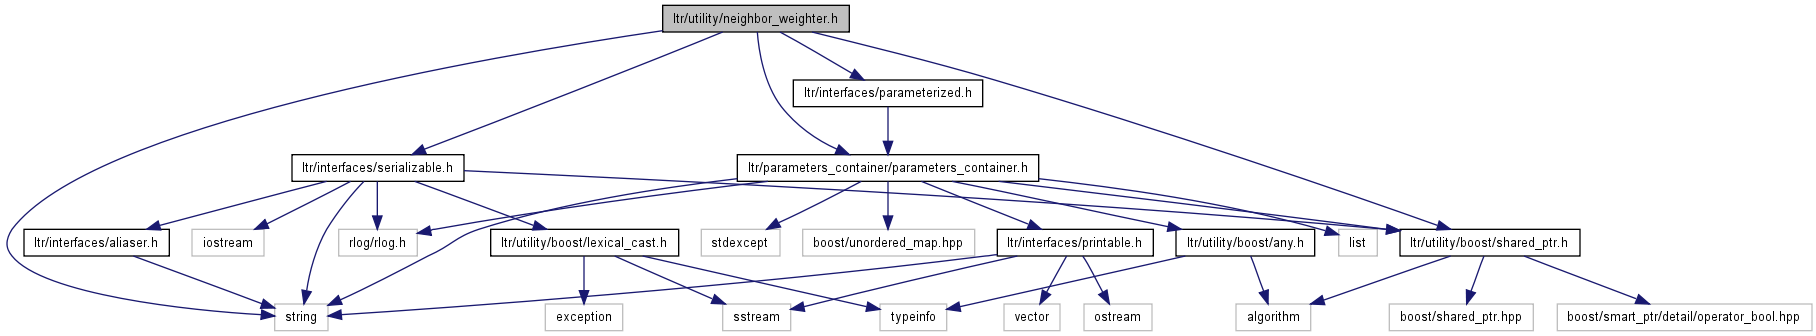 ltr/utility/neighbor_weighter.h
ltr/interfaces/parameterized.h
ltr/interfaces/serializable.h
ltr/parameters_container/parameters_container.h
ltr/interfaces/aliaser.h
iostream
rlog/rlog.h
ltr/utility/boost/lexical_cast.h
stdexcept
boost/unordered_map.hpp
ltr/interfaces/printable.h
ltr/utility/boost/any.h
list
ltr/utility/boost/shared_ptr.h
string
exception
sstream
typeinfo
vector
ostream
algorithm
boost/shared_ptr.hpp
boost/smart_ptr/detail/operator_bool.hpp